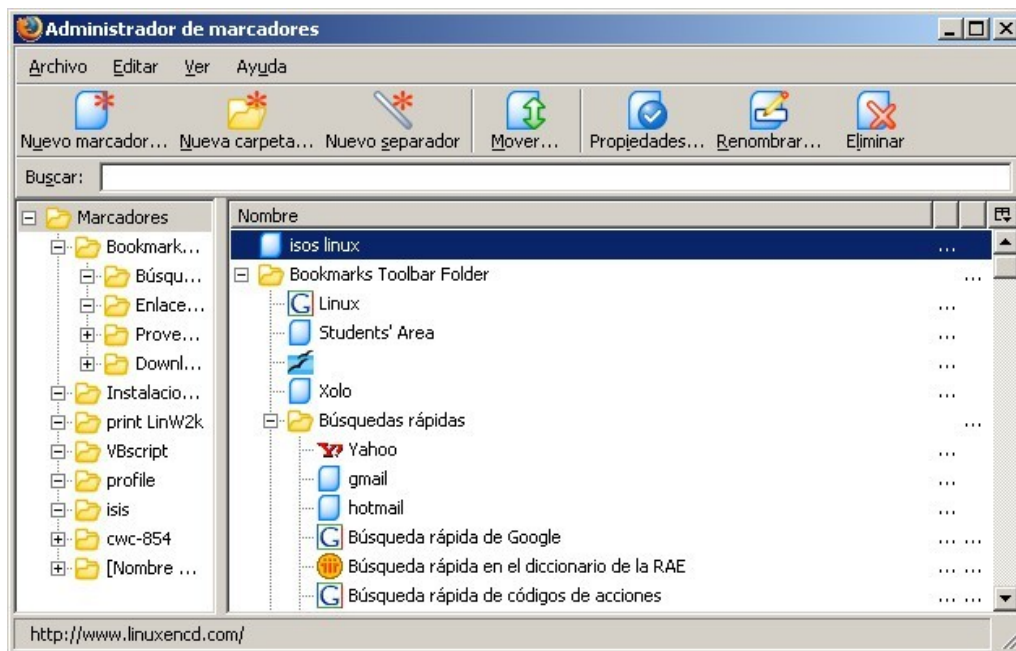 Administrador de marcadores
Archivo Editar Ver Ayuda
Nuevo marcador... Nueva carpeta... Nuevo separador Mover... Propiedades... Renombrar... Eliminar
Buscar:
Marcadores
Bookmark...
Búsqu...
Enlace...
Prove...
Downl...
Instalacio...
print LinW2k
VBscript
profile
isis
cwc-854
[Nombre ...
Nombre
isos linux ...
Bookmarks Toolbar Folder ...
Linux ...
Students' Area ...
...
Xolo ...
Búsquedas rápidas ...
Yahoo ...
gmail ...
hotmail ...
Búsqueda rápida de Google ... ...
Búsqueda rápida en el diccionario de la RAE ... ...
Búsqueda rápida de códigos de acciones ... ...
http://www.linuxencd.com/